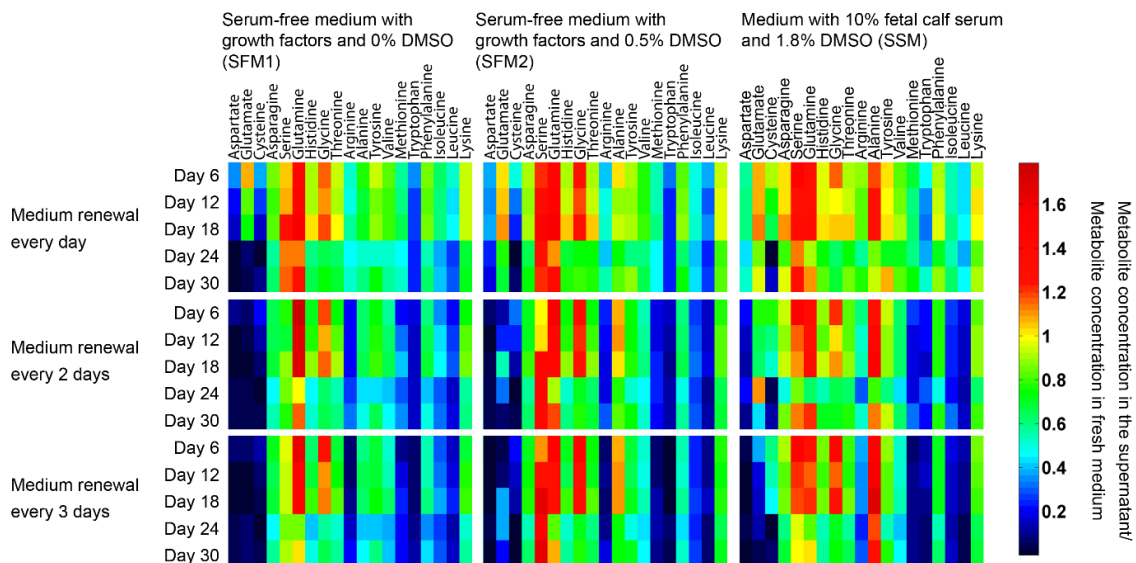 Serum-free medium with
growth factors and 0% DMSO
(SFM1)
Serum-free medium with
growth factors and 0.5% DMSO
(SFM2)
Medium with 10% fetal calf serum
and 1.8% DMSO (SSM)
Aspartate
Glutamate
Cysteine
Asparagine
Serine
Glutamine
Histidine
Glycine
Threonine
Arginine
Alanine
Tyrosine
Valine
Methionine
Tryptophan
Phenylalanine
Isoleucine
Leucine
Lysine
Aspartate
Glutamate
Cysteine
Asparagine
Serine
Glutamine
Histidine
Glycine
Threonine
Arginine
Alanine
Tyrosine
Valine
Methionine
Tryptophan
Phenylalanine
Isoleucine
Leucine
Lysine
Aspartate
Glutamate
Cysteine
Asparagine
Serine
Glutamine
Histidine
Glycine
Threonine
Arginine
Alanine
Tyrosine
Valine
Methionine
Tryptophan
Phenylalanine
Isoleucine
Leucine
Lysine
Medium renewal
every day
Day 6
Day 12
Day 18
Day 24
Day 30
Medium renewal
every 2 days
Day 6
Day 12
Day 18
Day 24
Day 30
Medium renewal
every 3 days
Day 6
Day 12
Day 18
Day 24
Day 30
1.6
1.4
1.2
1
0.8
0.6
0.4
0.2
Metabolite concentration in the supernatant/
Metabolite concentration in fresh medium